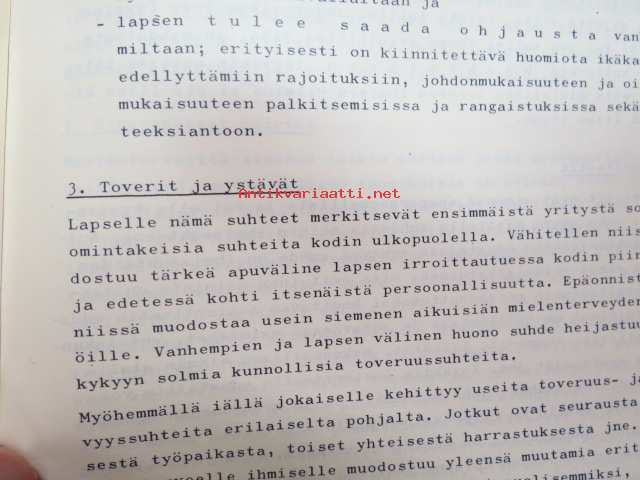 - lapsen tulee saada ohjausta van
miltaan; erityisesti on kiinnitettävä huomiota ikäka
edellyttämiin rajoituksiin, johdonmukaisuuteen ja oi
mukaisuuteen palkitsemisissa ja rangaistuksissa sekä
teeksiantoon.
3. Toverit ja ystävät
Antikvariaatti.net
Lapselle nämä suhteet merkitsevät ensimmäistä yritystä so
omintakeisia suhteita kodin ulkopuolella. Vähitellen niis
dostuu tärkeä apuväline lapsen irroittautuessa kodin piir
ja edetessä kohti itsenäistä persoonallisuutta. Epäonnist
niissä muodostaa usein siemenen aikuisiän mielenterveyden
öille. Vanhempien ja lapsen välinen huono suhde heijastuu
kykyyn solmia kunnollisia toveruussuhteita.
Myöhemmällä iällä jokaiselle kehittyy useita toveruus- ja
vyyssuhteita erilaiselta pohjalta. Jotkut ovat seurausta
sestä työpaikasta, toiset yhteisestä harrastuksesta jne.
ihmiselle muodostuu yleensä muutamia erit